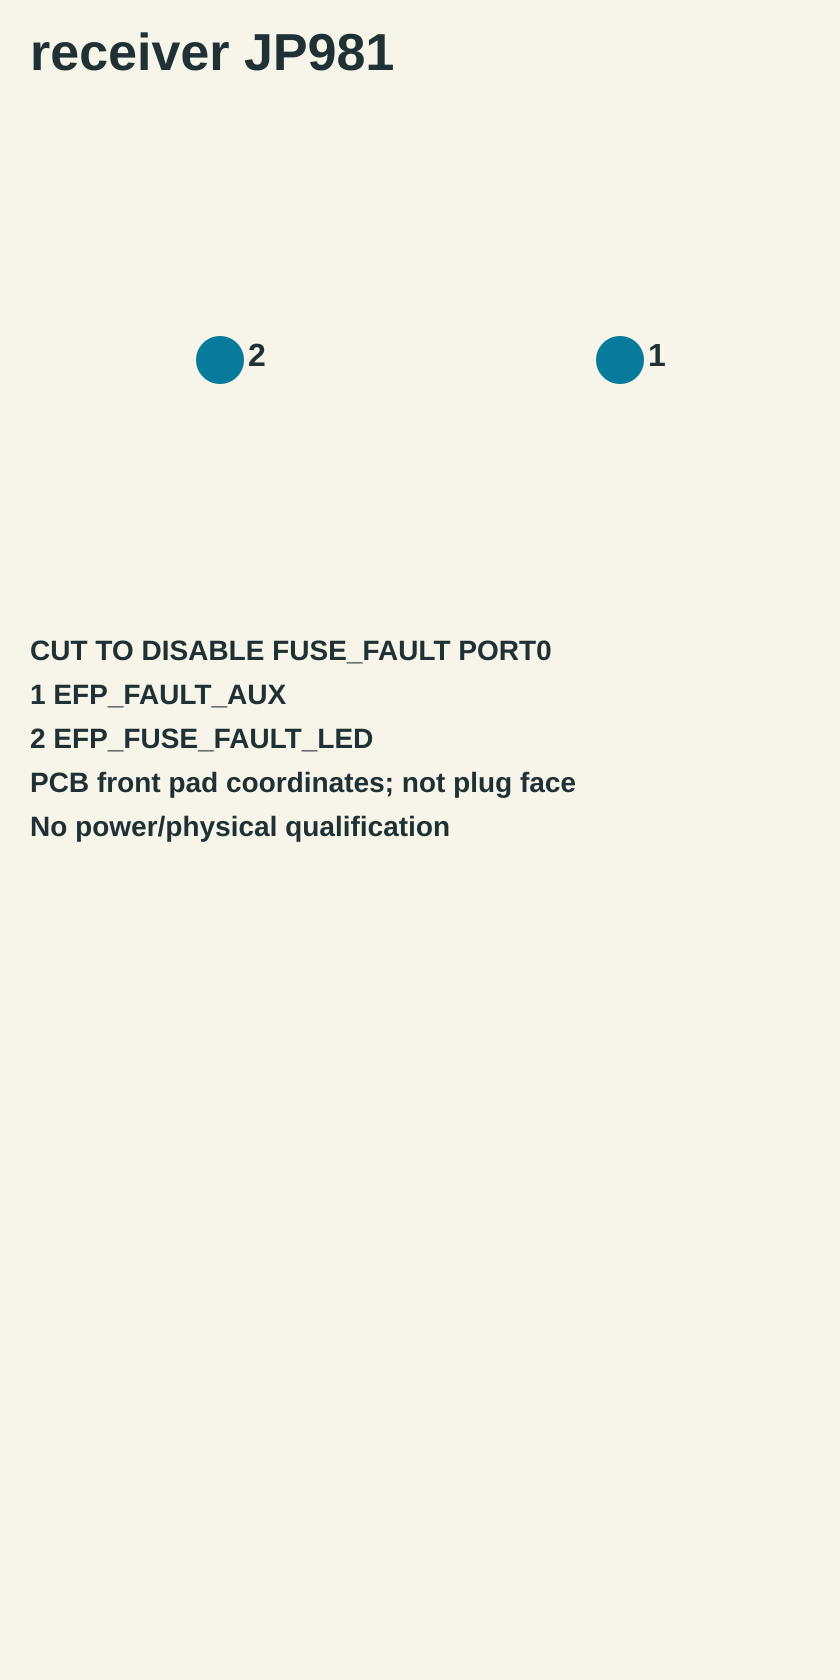 receiver JP981
2 1
CUT TO DISABLE FUSE_FAULT PORT0
1 EFP_FAULT_AUX
2 EFP_FUSE_FAULT_LED
PCB front pad coordinates; not plug face
No power/physical qualification